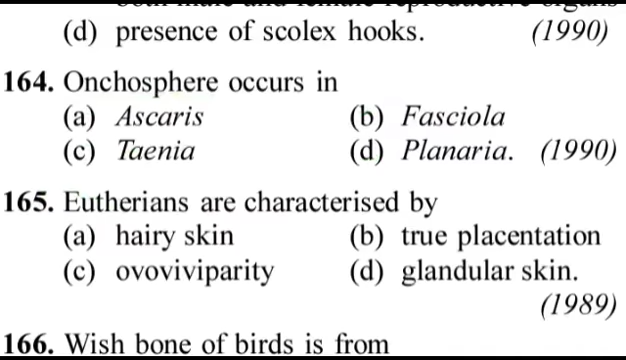 (d) presence of scolex hooks. (1990)
164. Onchosphere occurs in
(a) Ascaris (b) Fasciola
(c) Taenia (d) Planaria. (1990)
165. Eutherians are characterised by
(a) hairy skin (b) true placentation
(c) ovoviviparity (d) glandular skin.
(1989)
166. Wish bone of birds is from